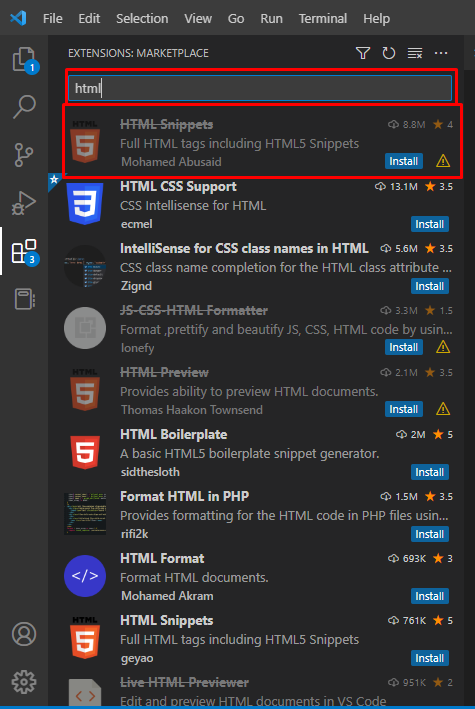 File Edit Selection View Go Run Terminal Help
EXTENSIONS: MARKETPLACE
1
html
HTML Snippets 8.8M 4
Full HTML tags including HTML5 Snippets
Mohamed Abusaid Install
HTML CSS Support 13.1M 3.5
CSS Intellisense for HTML
ecmel Install
3
IntelliSense for CSS class names in HTML 5.6M 3.5
CSS class name completion for the HTML class attribute ...
Zignd Install
JS-CSS-HTML Formatter 3.3M 1.5
Format ,prettify and beautify JS, CSS, HTML code by usin...
lonefy Install
HTML Preview 2.1M 3.5
Provides ability to preview HTML documents.
Thomas Haakon Townsend Install
HTML Boilerplate 2M 5
A basic HTML5 boilerplate snippet generator.
sidthesloth Install
Format HTML in PHP 1.5M 3.5
Provides formatting for the HTML code in PHP files usin...
rifi2k Install
HTML Format 693K 3
Format HTML documents.
Mohamed Akram Install
HTML Snippets 761K 5
Full HTML tags including HTML5 Snippets
geyao Install
Live HTML Previewer 951K 2
Edit and preview HTML documents in VS Code